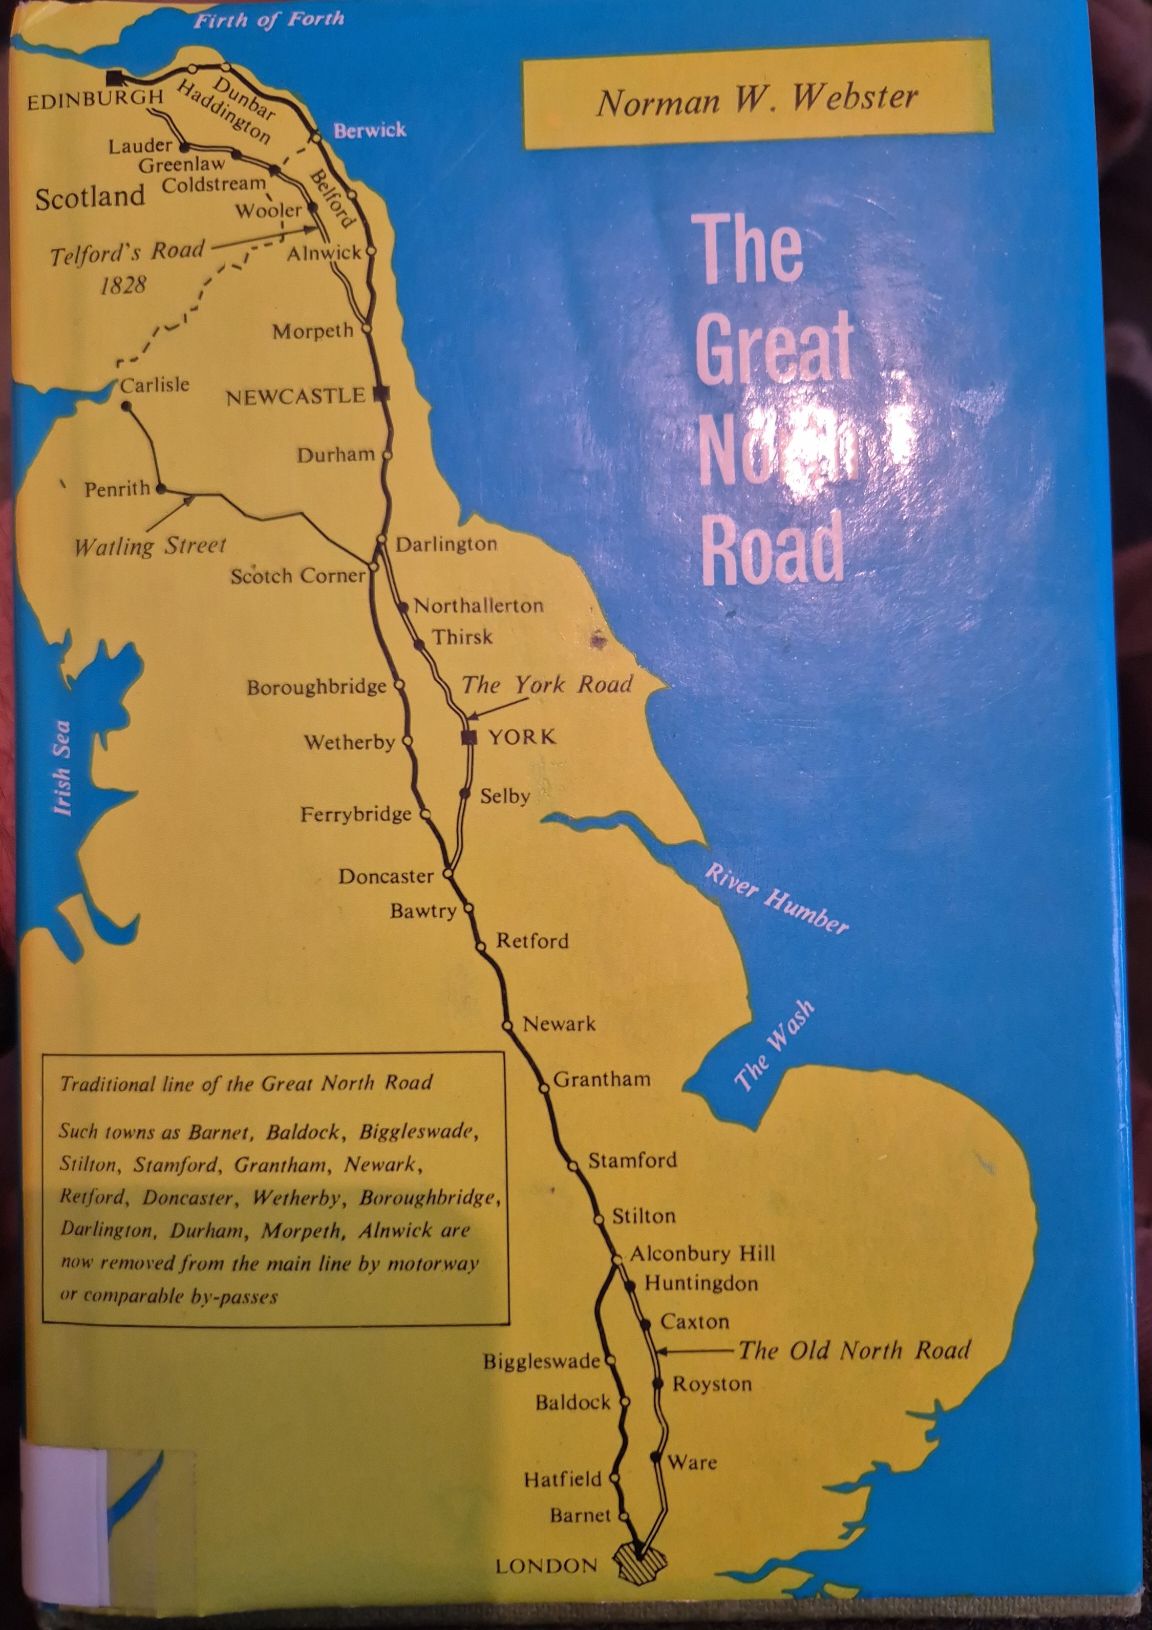 Firth of Forth
EDINBURGH
Haddington
Dunbar
Berwick
Norman W. Webster
Lauder
Greenlaw
Coldstream
Scotland
Wooler
Belford
Telford's Road
1828
Alnwick
The
Great
North
Road
Morpeth
Carlisle
NEWCASTLE
Durham
Penrith
Watling Street
Darlington
Scotch Corner
Northallerton
Thirsk
Boroughbridge
The York Road
Wetherby
YORK
Irish Sea
Selby
Ferrybridge
Doncaster
River Humber
Bawtry
Retford
Newark
The Wash
Grantham
Traditional line of the Great North Road
Such towns as Barnet, Baldock, Biggleswade,
Stilton, Stamford, Grantham, Newark,
Retford, Doncaster, Wetherby, Boroughbridge,
Darlington, Durham, Morpeth, Alnwick are
now removed from the main line by motorway
or comparable by-passes
Stamford
Stilton
Alconbury Hill
Huntingdon
Caxton
The Old North Road
Biggleswade
Royston
Baldock
Ware
Hatfield
Barnet
LONDON